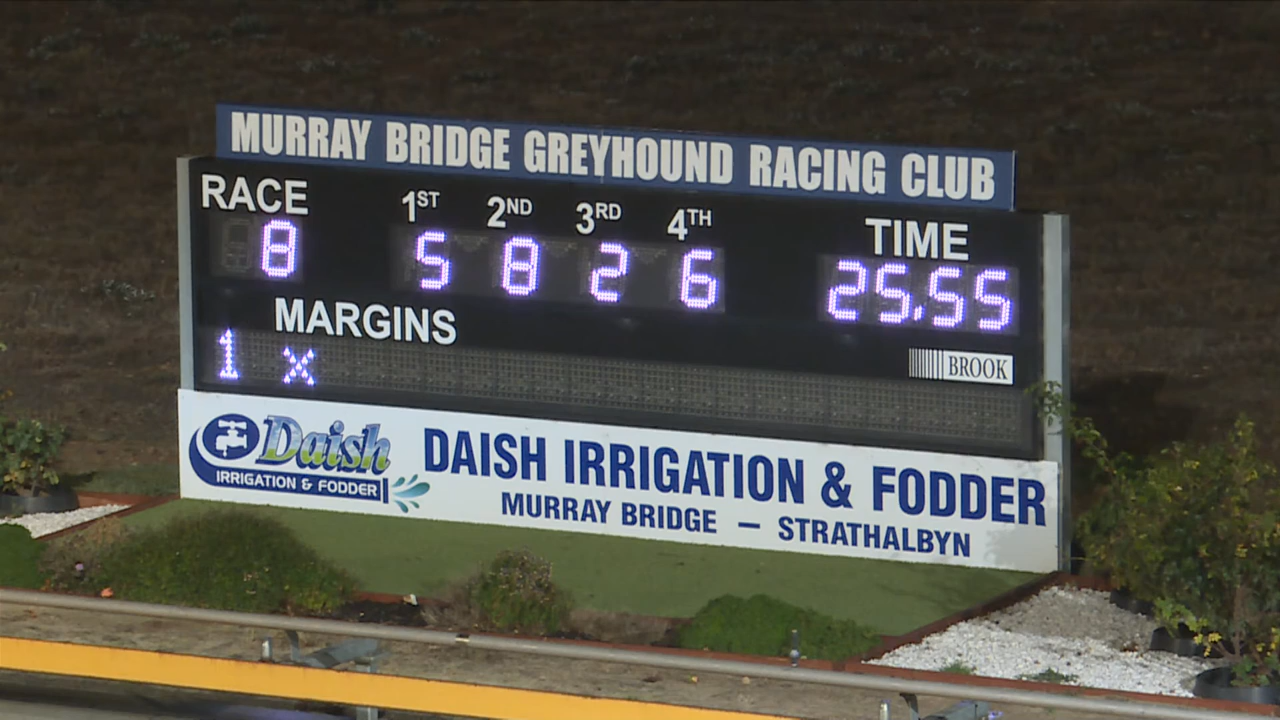 MURRAY BRIDGE GREYHOUND RACING CLUB
RACE 1ST 2ND 3RD 4TH TIME
8 5 8 2 6 25.55
MARGINS
1 x
BROOK
Daish
IRRIGATION & FODDER
DAISH IRRIGATION & FODDER
MURRAY BRIDGE – STRATHALBYN